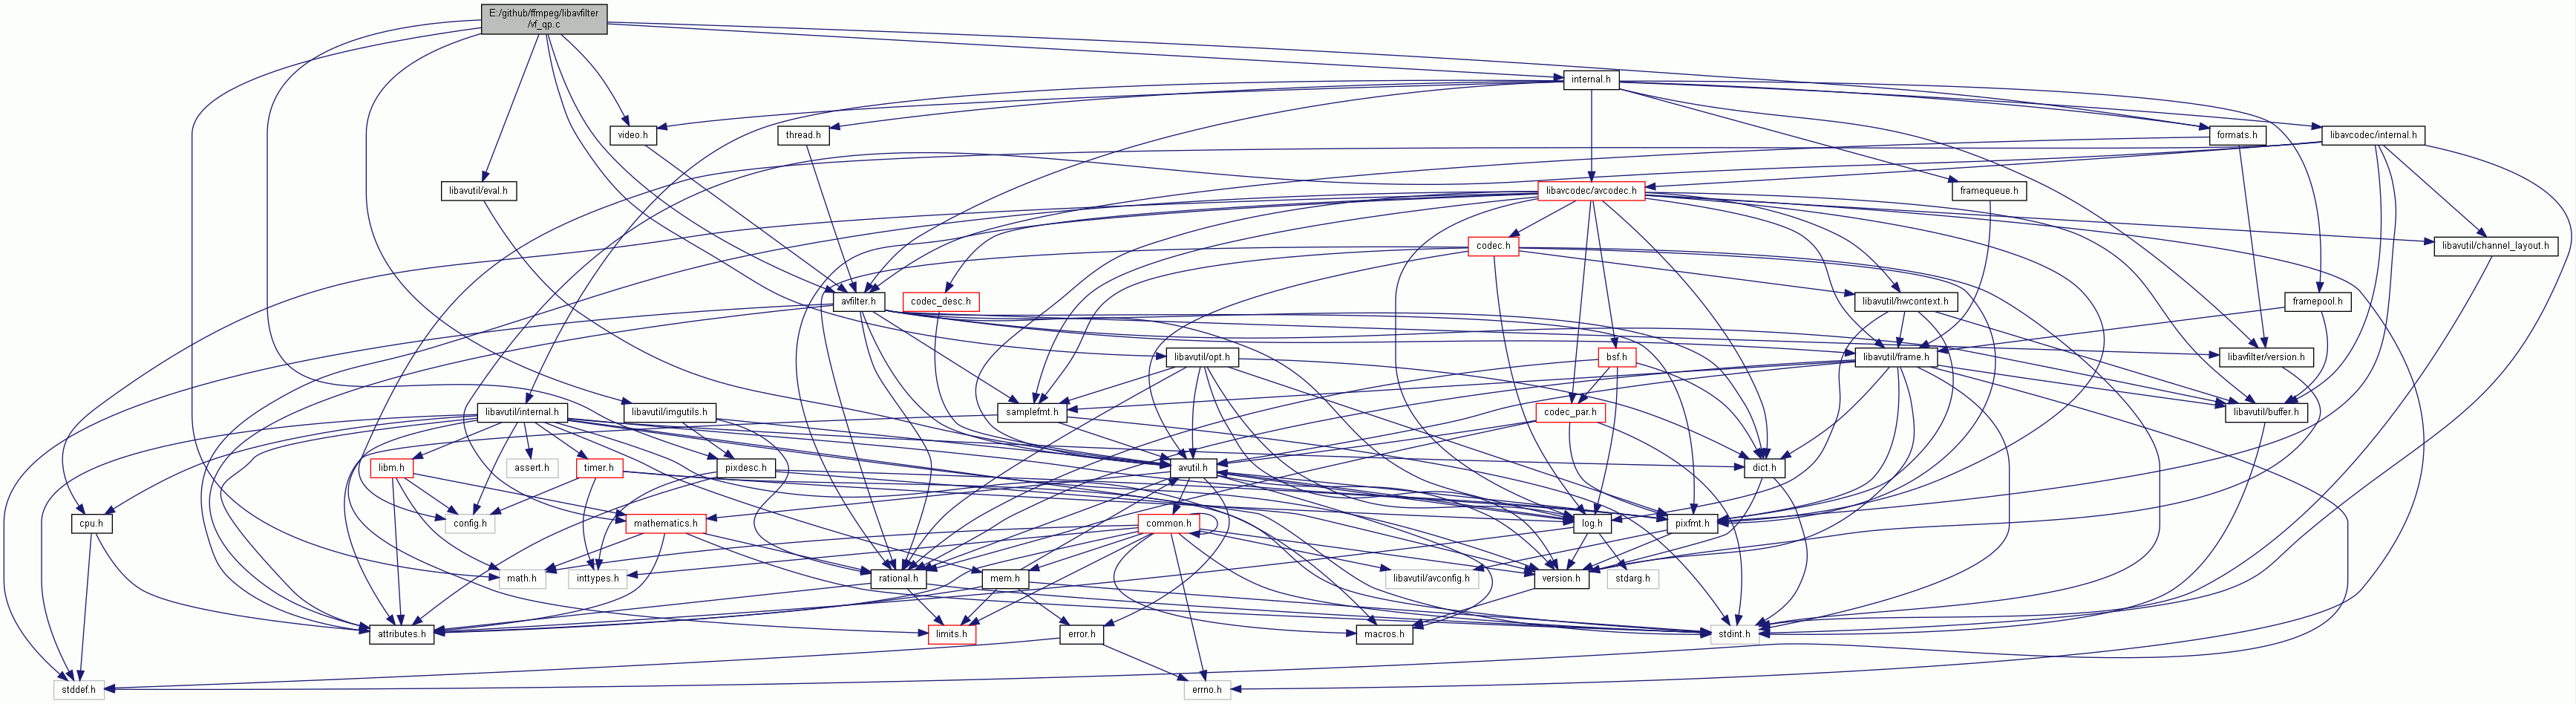 E:/github/ffmpeg/libavfilter
/vf_qp.c
internal.h
video.h
thread.h
formats.h
libavcodec/internal.h
libavutil/eval.h
libavcodec/avcodec.h
framequeue.h
codec.h
libavutil/channel_layout.h
avfilter.h
codec_desc.h
libavutil/hwcontext.h
framepool.h
libavutil/opt.h
bsf.h
libavutil/frame.h
libavfilter/version.h
libavutil/internal.h
libavutil/imgutils.h
samplefmt.h
codec_par.h
libavutil/buffer.h
libm.h
assert.h
timer.h
pixdesc.h
avutil.h
dict.h
cpu.h
config.h
mathematics.h
common.h
log.h
pixfmt.h
math.h
inttypes.h
rational.h
mem.h
libavutil/avconfig.h
version.h
stdarg.h
attributes.h
limits.h
error.h
macros.h
stdint.h
stddef.h
errno.h